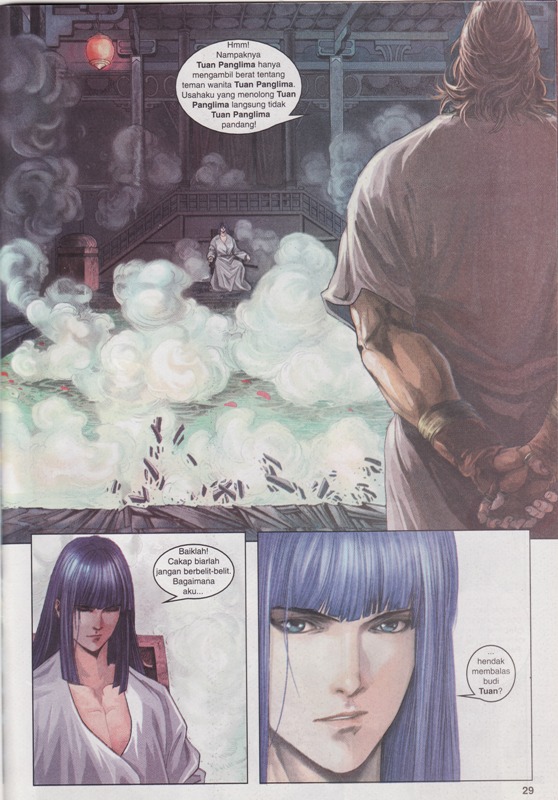 Hmm!
Nampaknya
Tuan Panglima hanya
mengambil berat tentang
teman wanita Tuan Panglima.
Usahaku yang menolong Tuan
Panglima langsung tidak
Tuan Panglima
pandang!
Baiklah!
Cakap biarlah
jangan berbelit-belit.
Bagaimana
aku...
...
hendak
membalas
budi
Tuan?
29